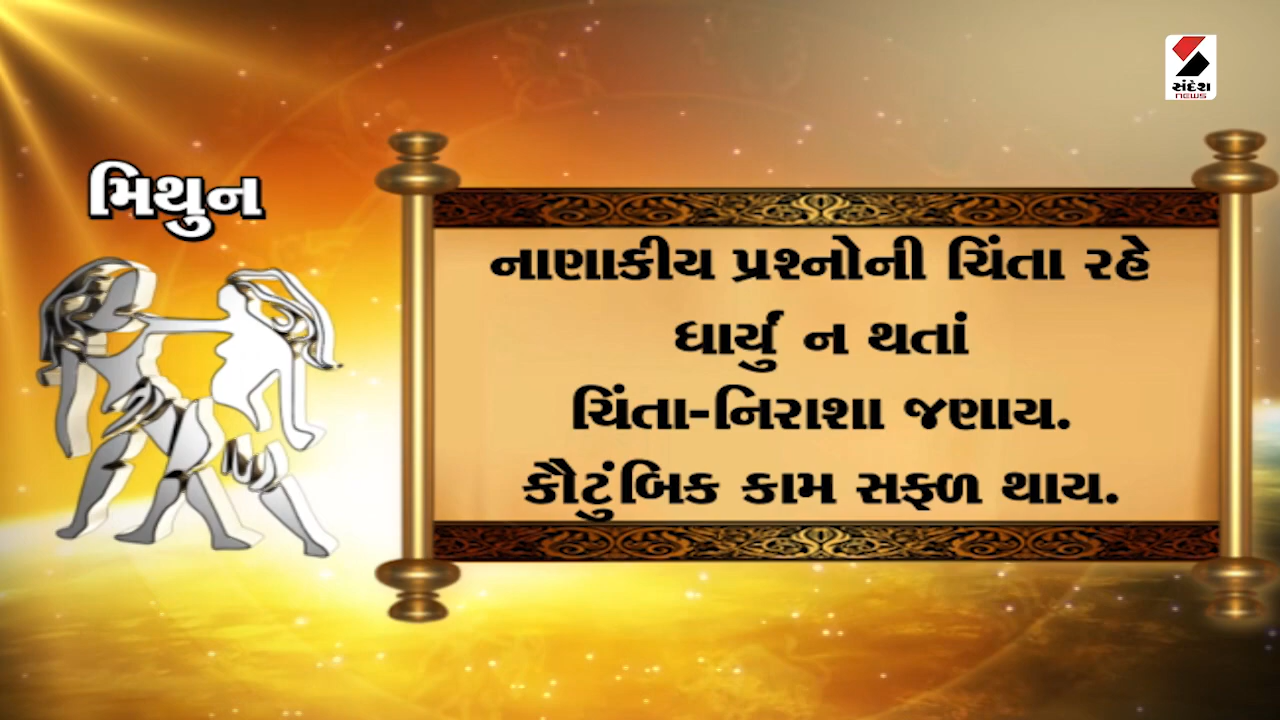 સંદેશ
NEWS
મિથુન
નાણાકીય પ્રશ્નોની ચિંતા રહે
ધાર્યું ન થતાં
ચિંતા-નિરાશા જણાય.
કૌટુંબિક કામ સફળ થાય.